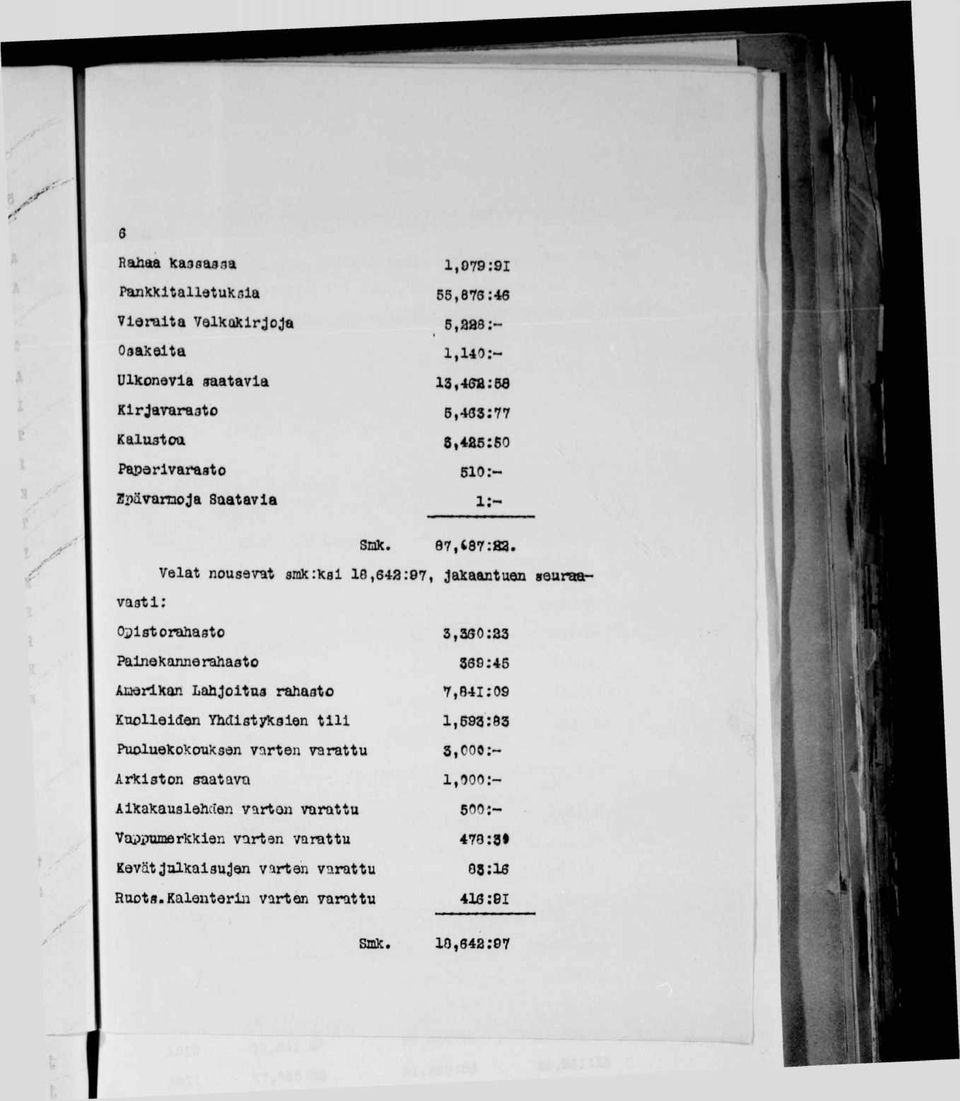 6
Rahaa kassassa 1,979:91
Pankkitalletuksia 55,876:46
Vieraita Velkakirjoja 5,228:-
Osakeita 1,140:-
Ulkonevia saatavia 13,462:58
Kirjavarasto 5,463:77
Kalustoa 3,425:50
Paperivarasto 510:-
Epävarmoja Saatavia 1:-
Smk. 87,087:22.
Velat nousevat smk:ksi 18,642:97, jakaantuen seuraa-
vasti:
Opistorahasto 3,360:23
Painekannerahasto 369:45
Amerikan Lahjoitus rahasto 7,841:09
Kuolleiden Yhdistyksien tili 1,593:83
Puoluekokouksen varten varattu 3,000:-
Arkiston saatava 1,000:-
Aikakauslehden varten varattu 500:-
Vappumerkkien varten varattu 478:30
Kevätjulkaisujen varten varattu 83:16
Ruots.Kalenterin varten varattu 416:91
Smk. 18,642:97